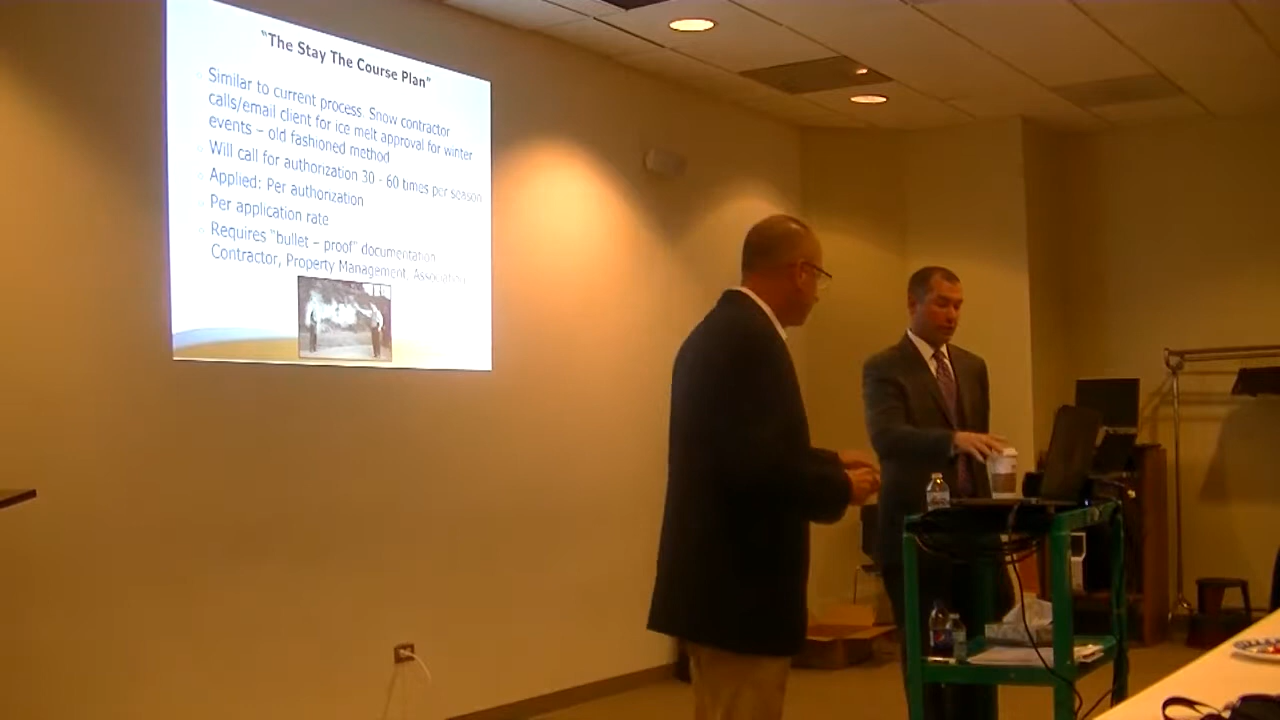 "The Stay The Course Plan"
Similar to current process. Snow contractor
calls/email client for ice melt approval for winter
events – old fashioned method
Will call for authorization 30 - 60 times per season
Applied: Per authorization
Per application rate
Requires "bullet – proof" documentation
Contractor, Property Management, Association